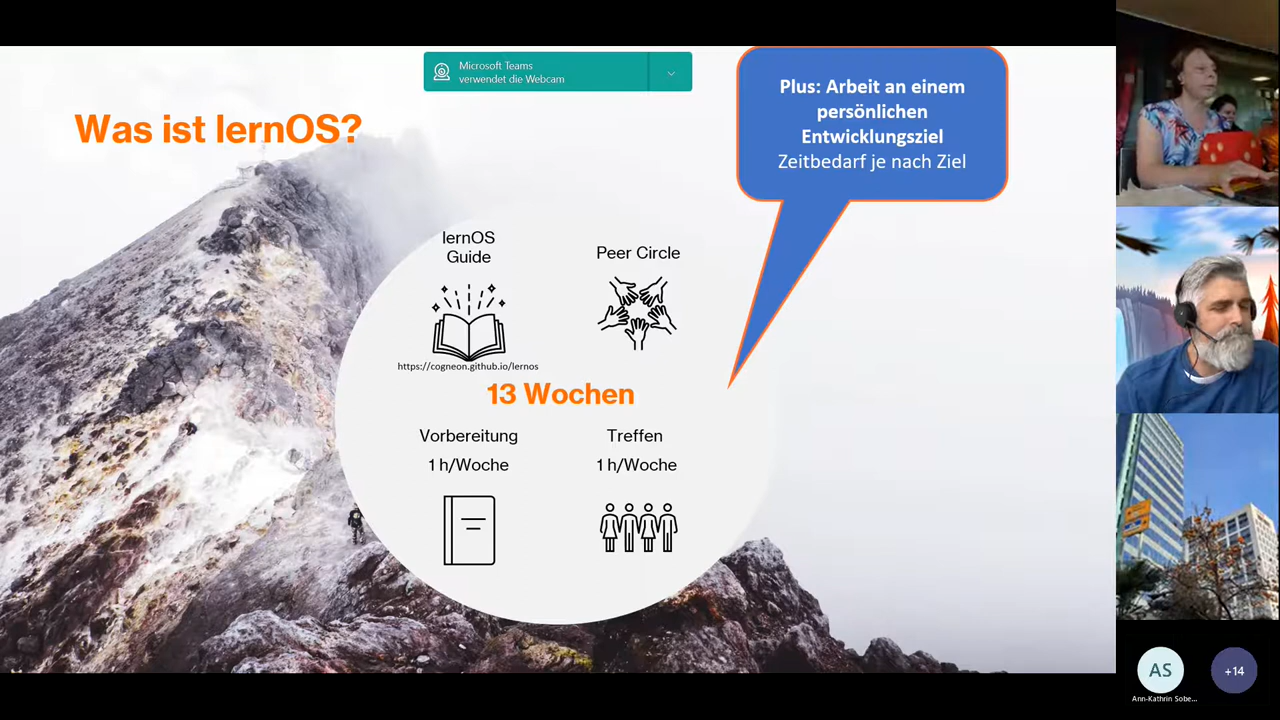 Microsoft Teams
verwendet die Webcam
Was ist lernOS?
Plus: Arbeit an einem
persönlichen
Entwicklungsziel
Zeitbedarf je nach Ziel
lernOS
Guide
Peer Circle
https://cogneon.github.io/lernos
13 Wochen
Vorbereitung
Treffen
1 h/Woche
1 h/Woche
AS
+14
Ann-Kathrin Sobe...